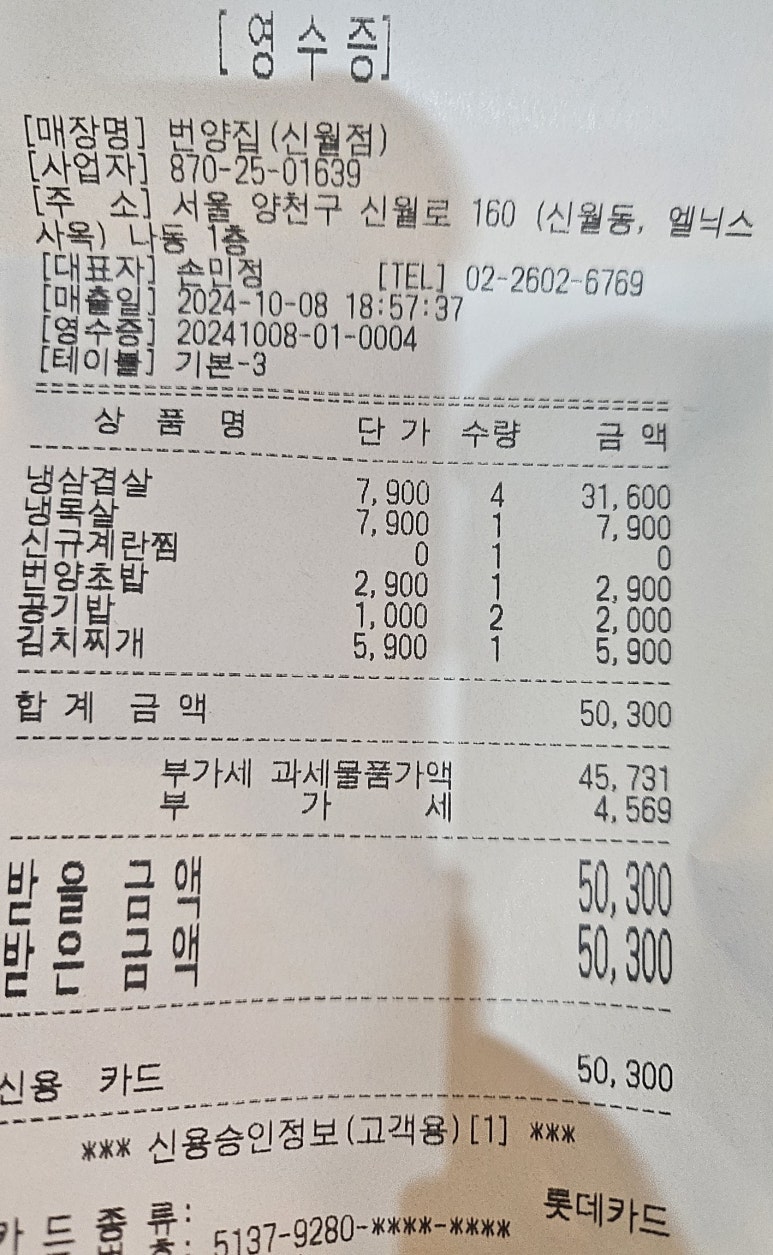 [영수증]
[매장명] 번양집(신월점)
[사업자] 870-25-01639
[주 소] 서울 양천구 신월로 160 (신월동, 엘닉스
사옥) 나동 1층
[대표자] 손민정 [TEL] 02-2602-6769
[매출일] 2024-10-08 18:57:37
[영수증] 20241008-01-0004
[테이블] 기본-3
상 품 명 단 가 수량 금 액
냉삼겹살 7,900 4 31,600
냉목살 7,900 1 7,900
신규계란찜 0 1 0
번양초밥 2,900 1 2,900
공기밥 1,000 2 2,000
김치찌개 5,900 1 5,900
합 계 금 액 50,300
부가세 과세물품가액 45,731
부 가 세 4,569
받을금액 50,300
받은금액 50,300
신용 카드 50,300
*** 신용승인정보(고객용)[1] ***
카 드 종 류: 롯데카드
호: 5137-9280-****-****